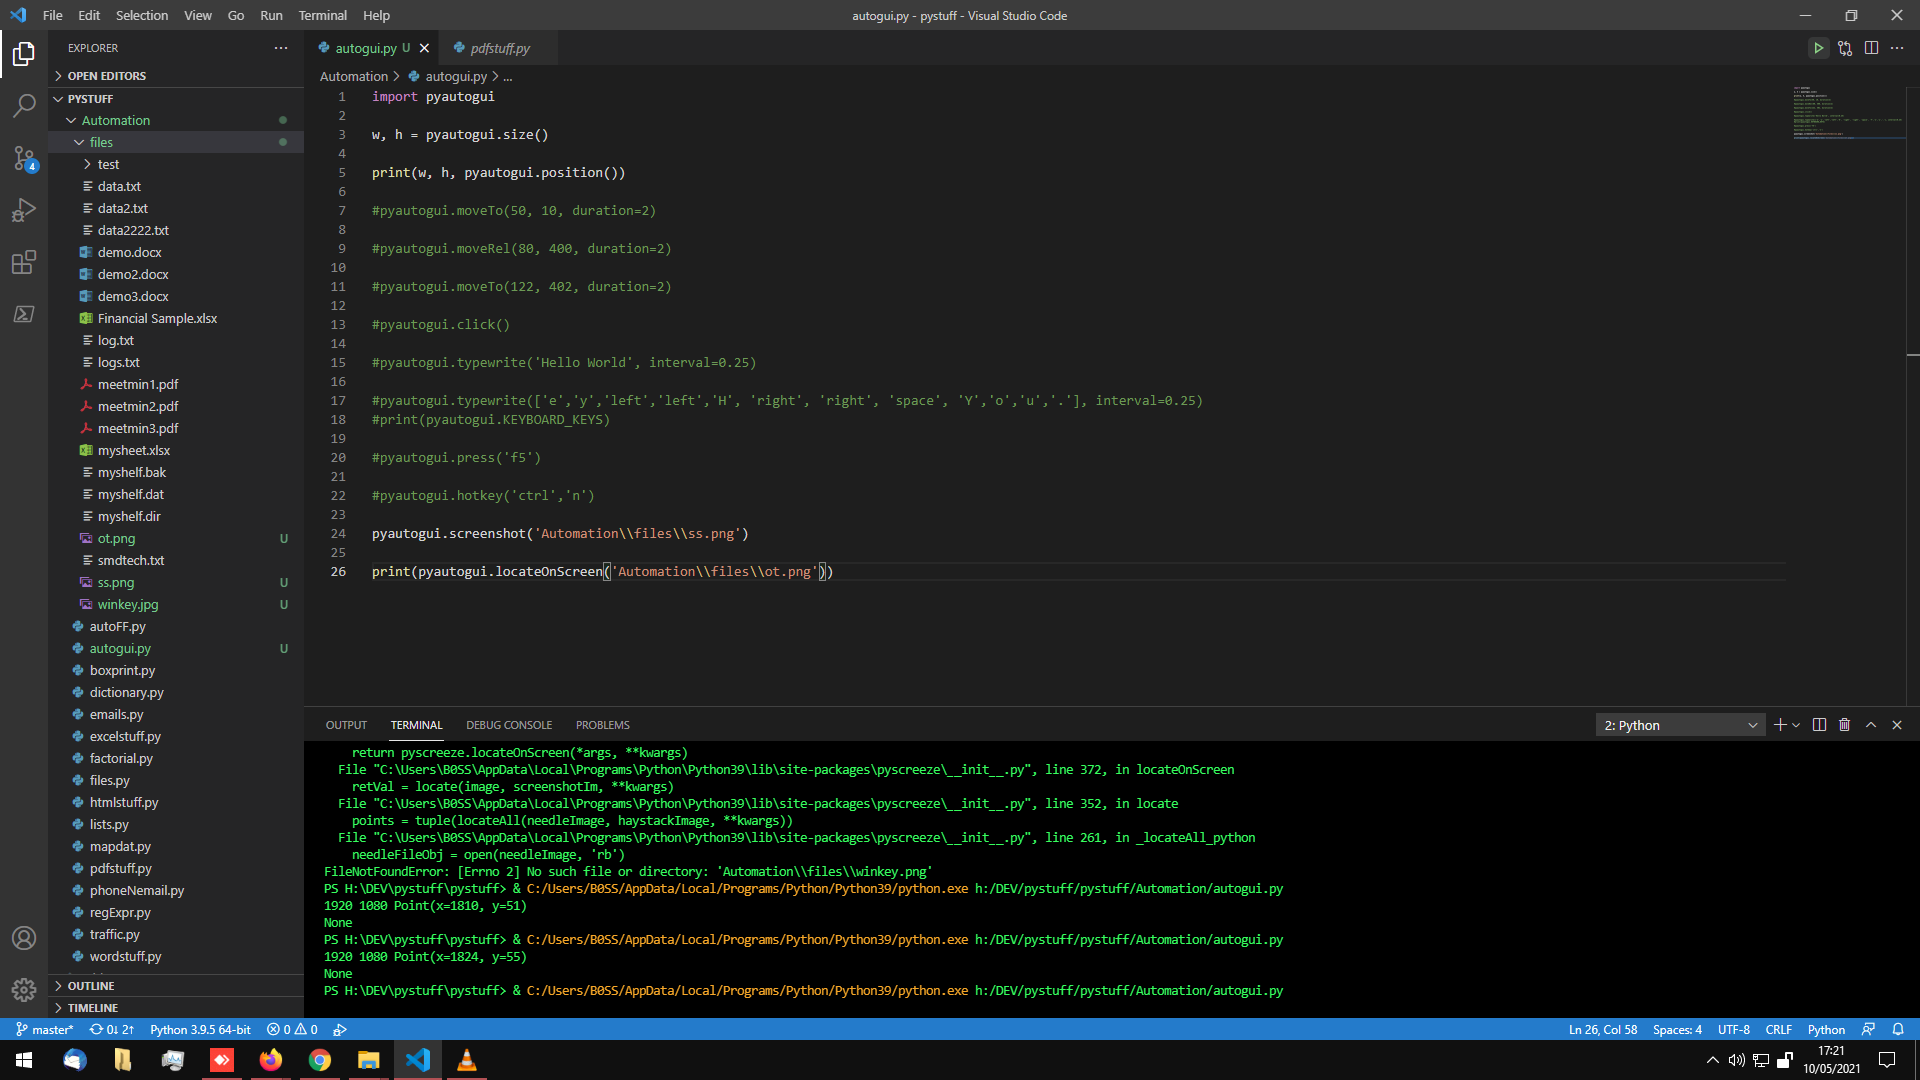 File Edit Selection View Go Run Terminal Help
autogui.py - pystuff - Visual Studio Code
EXPLORER
OPEN EDITORS
PYSTUFF
Automation
files
test
data.txt
data2.txt
data2222.txt
demo.docx
demo2.docx
demo3.docx
Financial Sample.xlsx
log.txt
logs.txt
meetmin1.pdf
meetmin2.pdf
meetmin3.pdf
mysheet.xlsx
myshelf.bak
myshelf.dat
myshelf.dir
ot.png U
smdtech.txt
ss.png U
winkey.jpg U
autoFF.py
autogui.py U
boxprint.py
dictionary.py
emails.py
excelstuff.py
factorial.py
files.py
htmlstuff.py
lists.py
mapdat.py
pdfstuff.py
phoneNemail.py
regExpr.py
traffic.py
wordstuff.py
OUTLINE
TIMELINE
4
autogui.py U
pdfstuff.py
Automation > autogui.py > ...
1 import pyautogui
2
3 w, h = pyautogui.size()
4
5 print(w, h, pyautogui.position())
6
7 #pyautogui.moveTo(50, 10, duration=2)
8
9 #pyautogui.moveRel(80, 400, duration=2)
10
11 #pyautogui.moveTo(122, 402, duration=2)
12
13 #pyautogui.click()
14
15 #pyautogui.typewrite('Hello World', interval=0.25)
16
17 #pyautogui.typewrite(['e','y','left','left','H', 'right', 'right', 'space', 'Y','o','u','.'], interval=0.25)
18 #print(pyautogui.KEYBOARD_KEYS)
19
20 #pyautogui.press('f5')
21
22 #pyautogui.hotkey('ctrl','n')
23
24 pyautogui.screenshot('Automation\\files\\ss.png')
25
26 print(pyautogui.locateOnScreen('Automation\\files\\ot.png'))
OUTPUT TERMINAL DEBUG CONSOLE PROBLEMS
2: Python
return pyscreeze.locateOnScreen(*args, **kwargs)
File "C:\Users\B0SS\AppData\Local\Programs\Python\Python39\lib\site-packages\pyscreeze\__init__.py", line 372, in locateOnScreen
retVal = locate(image, screenshotIm, **kwargs)
File "C:\Users\B0SS\AppData\Local\Programs\Python\Python39\lib\site-packages\pyscreeze\__init__.py", line 352, in locate
points = tuple(locateAll(needleImage, haystackImage, **kwargs))
File "C:\Users\B0SS\AppData\Local\Programs\Python\Python39\lib\site-packages\pyscreeze\__init__.py", line 261, in _locateAll_python
needleFileObj = open(needleImage, 'rb')
FileNotFoundError: [Errno 2] No such file or directory: 'Automation\\files\\winkey.png'
PS H:\DEV\pystuff\pystuff> & C:/Users/B0SS/AppData/Local/Programs/Python/Python39/python.exe h:/DEV/pystuff/pystuff/Automation/autogui.py
1920 1080 Point(x=1810, y=51)
None
PS H:\DEV\pystuff\pystuff> & C:/Users/B0SS/AppData/Local/Programs/Python/Python39/python.exe h:/DEV/pystuff/pystuff/Automation/autogui.py
1920 1080 Point(x=1824, y=55)
None
PS H:\DEV\pystuff\pystuff> & C:/Users/B0SS/AppData/Local/Programs/Python/Python39/python.exe h:/DEV/pystuff/pystuff/Automation/autogui.py
master* 0↓ 2↑ Python 3.9.5 64-bit 0 0
Ln 26, Col 58 Spaces: 4 UTF-8 CRLF Python
17:21
10/05/2021